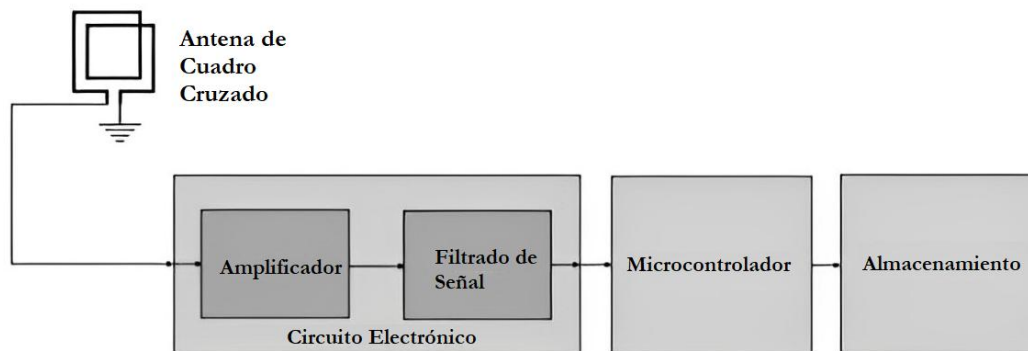 Antena de
Cuadro
Cruzado
Amplificador
Filtrado de
Señal
Circuito Electrónico
Microcontrolador
Almacenamiento